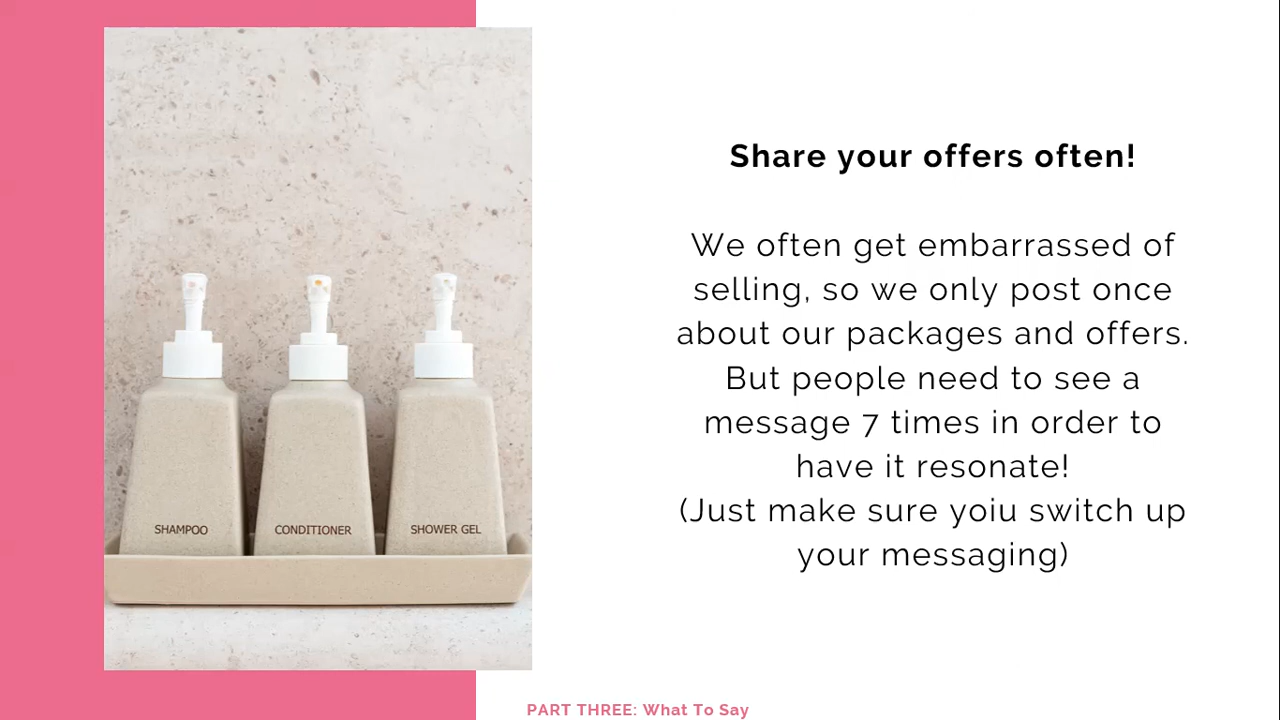 Share your offers often!
We often get embarrassed of
selling, so we only post once
about our packages and offers.
But people need to see a
message 7 times in order to
have it resonate!
(Just make sure yoiu switch up
your messaging)
SHAMPOO
CONDITIONER
SHOWER GEL
PART THREE: What To Say